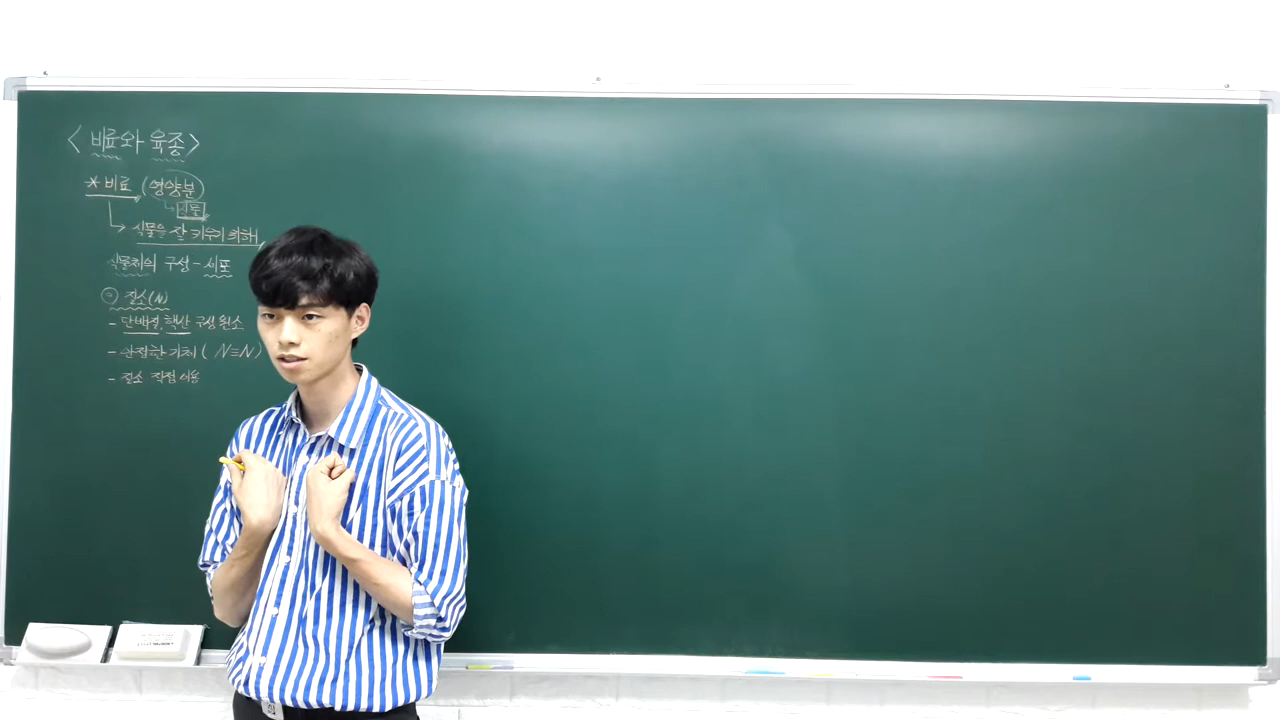 < 비료와 육종 >
* 비료 (영양분)
식물
식물을 잘 키우기 위해
식물체의 구성 - 세포
질소(N)
- 단백질, 핵산 구성 원소
- 안정한 기체 ( N≡N )
- 질소 직접 이용